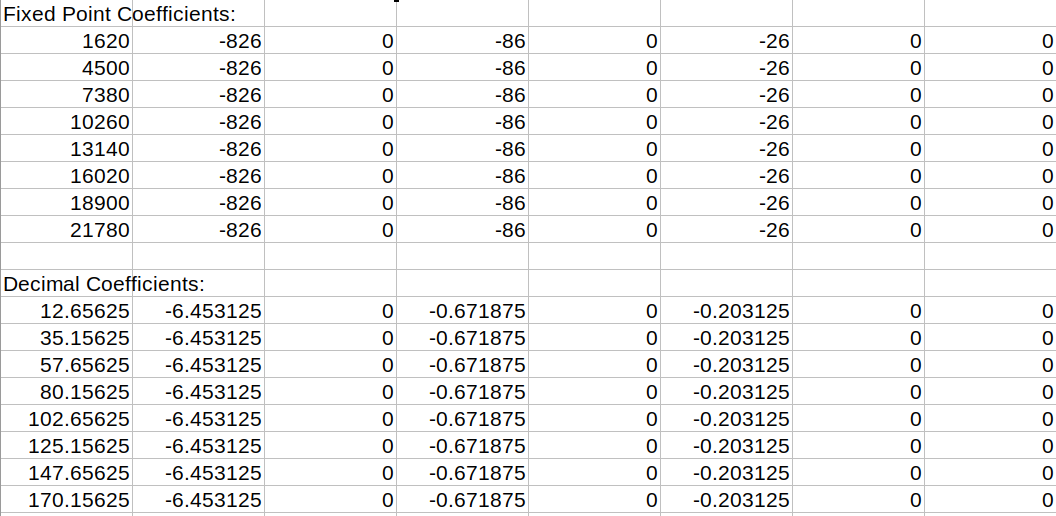 Fixed Point Coefficients:
1620 -826 0 -86 0 -26 0 0
4500 -826 0 -86 0 -26 0 0
7380 -826 0 -86 0 -26 0 0
10260 -826 0 -86 0 -26 0 0
13140 -826 0 -86 0 -26 0 0
16020 -826 0 -86 0 -26 0 0
18900 -826 0 -86 0 -26 0 0
21780 -826 0 -86 0 -26 0 0
Decimal Coefficients:
12.65625 -6.453125 0 -0.671875 0 -0.203125 0 0
35.15625 -6.453125 0 -0.671875 0 -0.203125 0 0
57.65625 -6.453125 0 -0.671875 0 -0.203125 0 0
80.15625 -6.453125 0 -0.671875 0 -0.203125 0 0
102.65625 -6.453125 0 -0.671875 0 -0.203125 0 0
125.15625 -6.453125 0 -0.671875 0 -0.203125 0 0
147.65625 -6.453125 0 -0.671875 0 -0.203125 0 0
170.15625 -6.453125 0 -0.671875 0 -0.203125 0 0